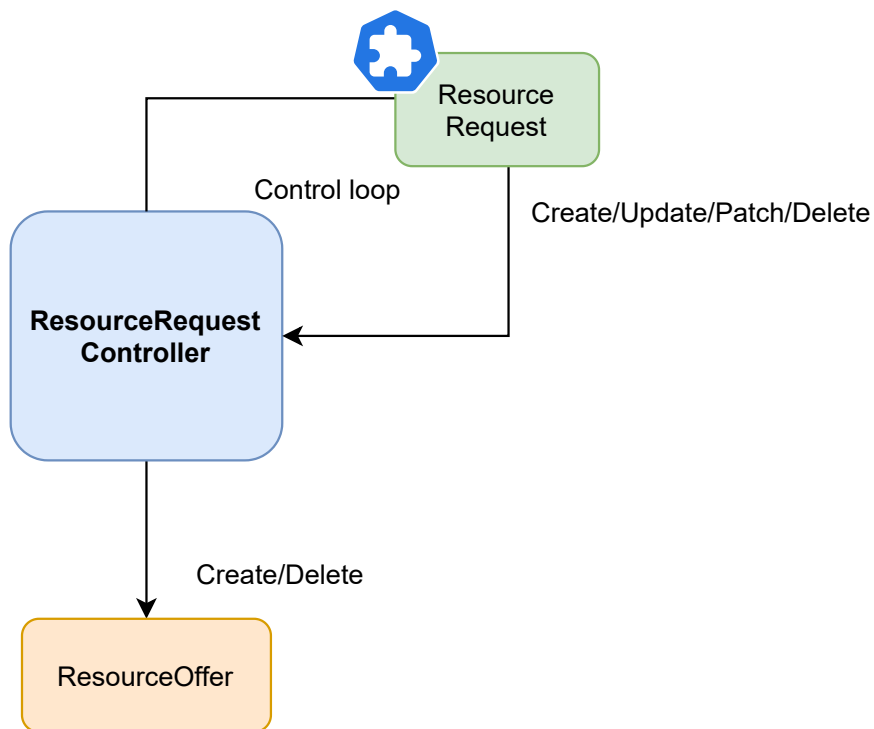 Resource
Request
Control loop
Create/Update/Patch/Delete
ResourceRequest
Controller
Create/Delete
ResourceOffer